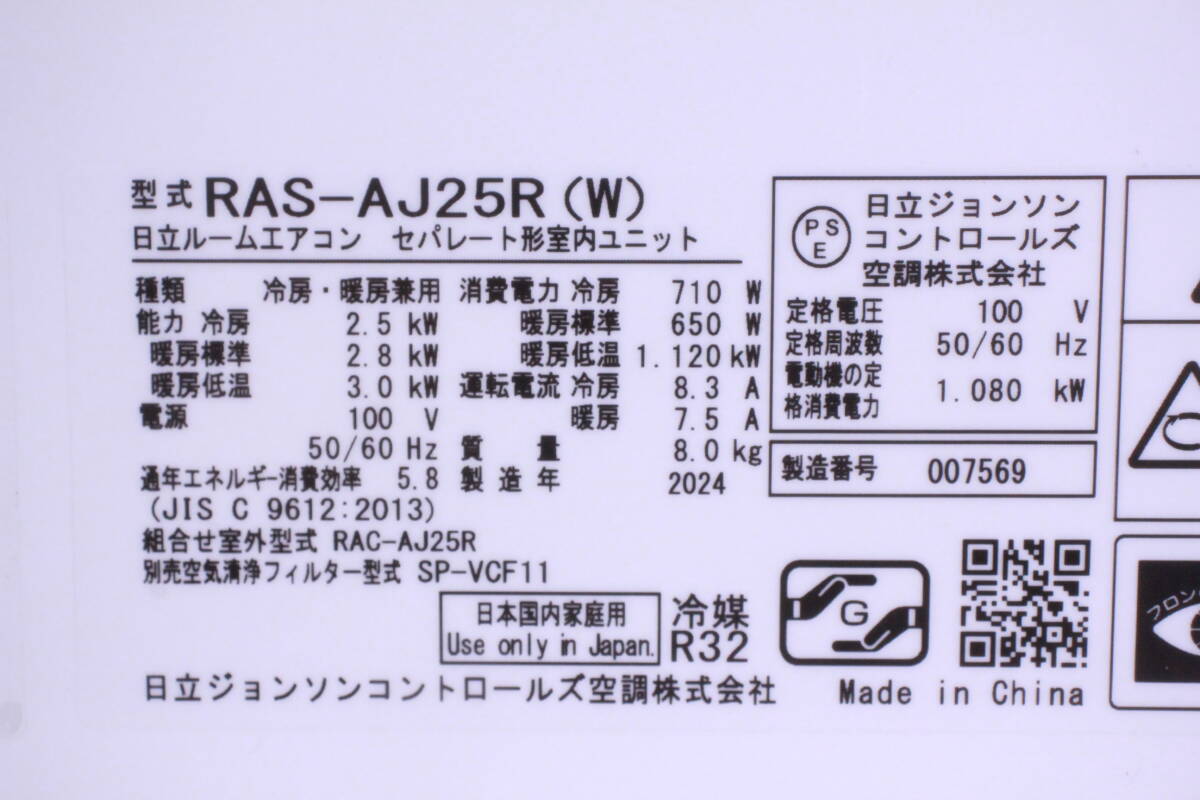 型式 RAS-AJ25R(W)
日立ルームエアコン セパレート形室内ユニット
種類 冷房・暖房兼用
能力 冷房 2.5 kW
暖房標準 2.8 kW
暖房低温 3.0 kW
電源 100 V
50/60 Hz
通年エネルギー消費効率 5.8
(JIS C 9612:2013)
消費電力 冷房 710 W
暖房標準 650 W
暖房低温 1.120 kW
運転電流 冷房 8.3 A
暖房 7.5 A
質量 8.0 kg
製造年 2024
組合せ室外型式 RAC-AJ25R
別売空気清浄フィルター型式 SP-VCF11
日本国内家庭用
Use only in Japan.
冷媒
R32
日立ジョンソンコントロールズ空調株式会社
PS
E
日立ジョンソン
コントロールズ
空調株式会社
定格電圧 100 V
定格周波数 50/60 Hz
電動機の定
格消費電力 1.080 kW
製造番号 007569
G
Made in China
フロン